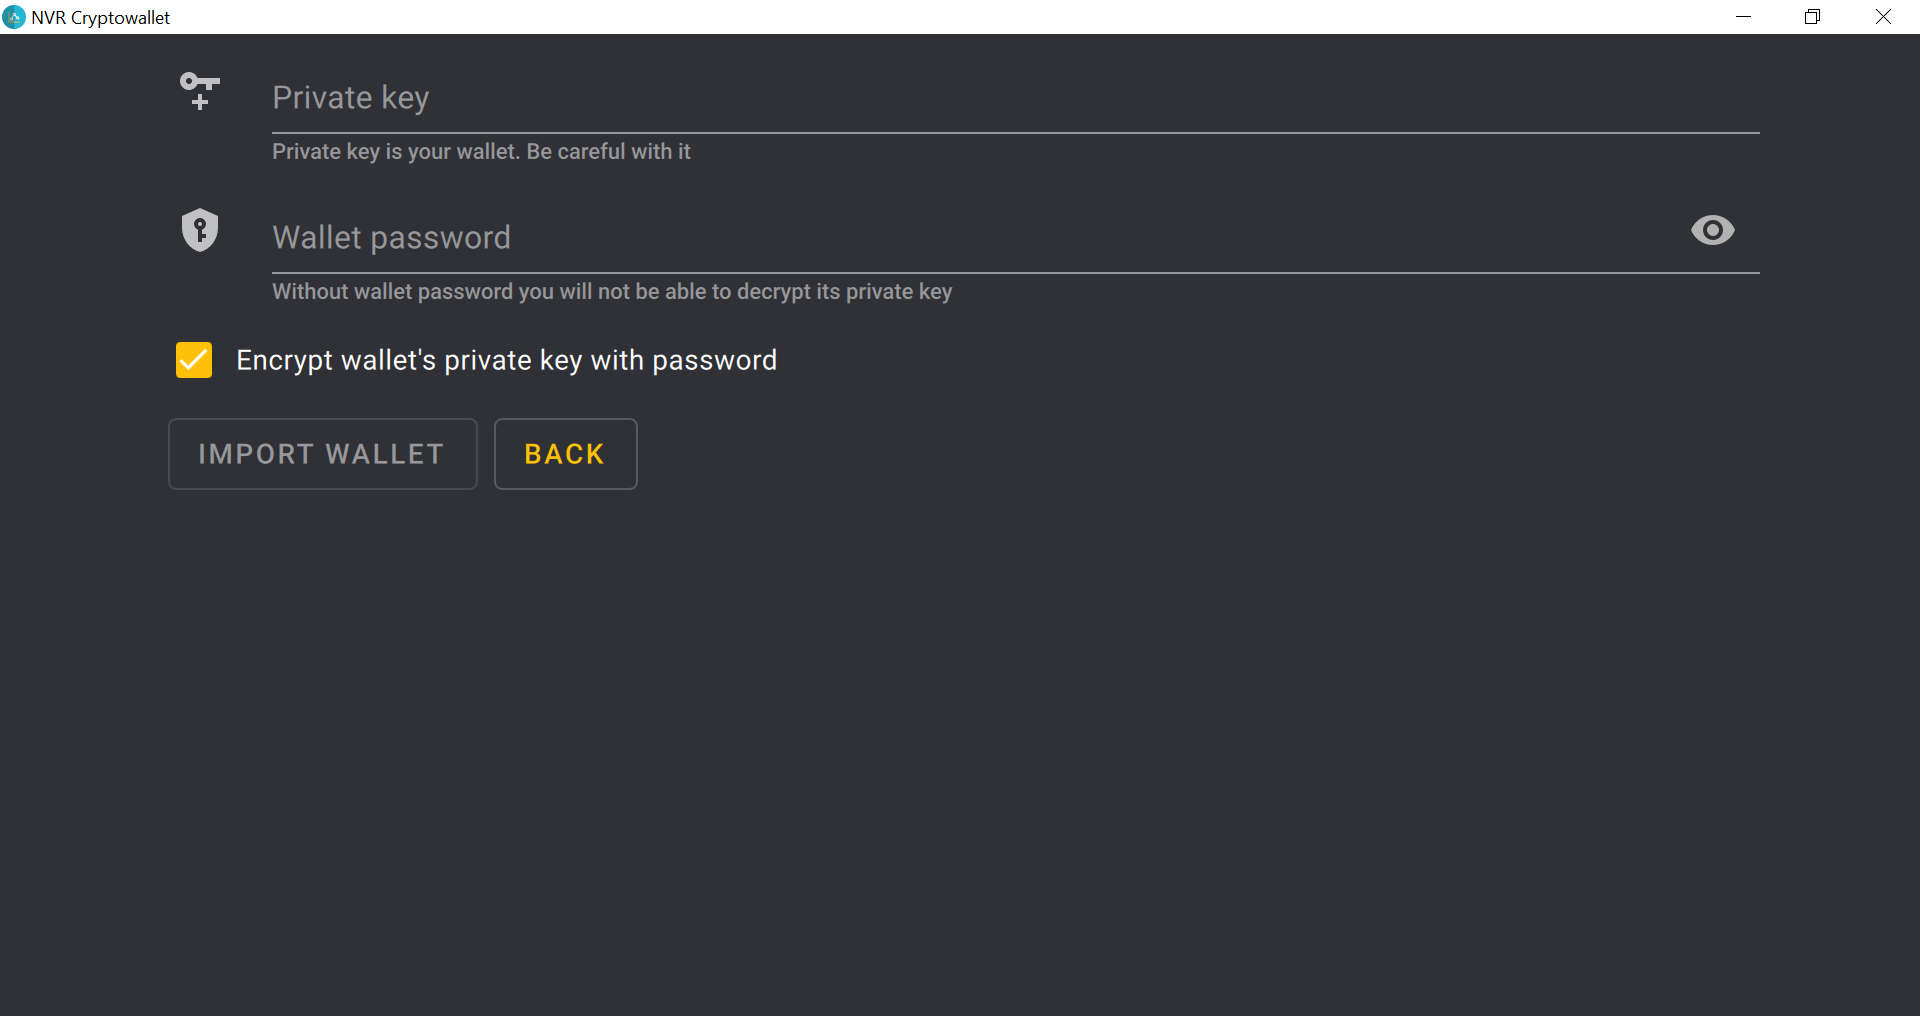 NVR Cryptowallet
Private key
Private key is your wallet. Be careful with it
Wallet password
Without wallet password you will not be able to decrypt its private key
Encrypt wallet's private key with password
IMPORT WALLET
BACK